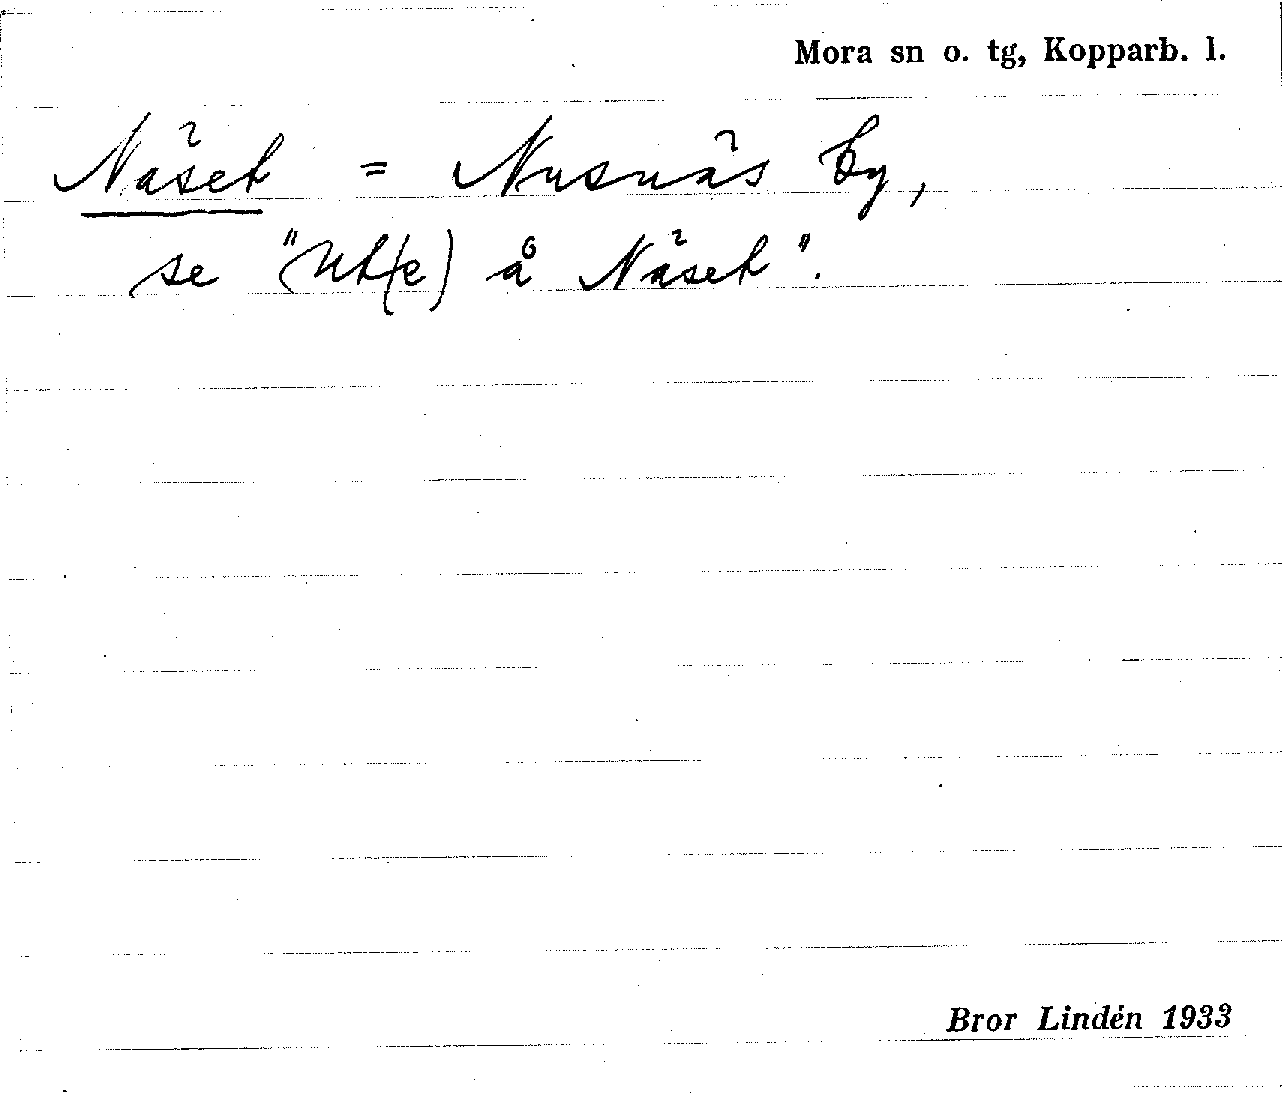 Mora sn o. tg, Kopparb. l.
Näset = Nusnäs by,
se "(Ut(e) å Näset".
Bror Lindén 1933